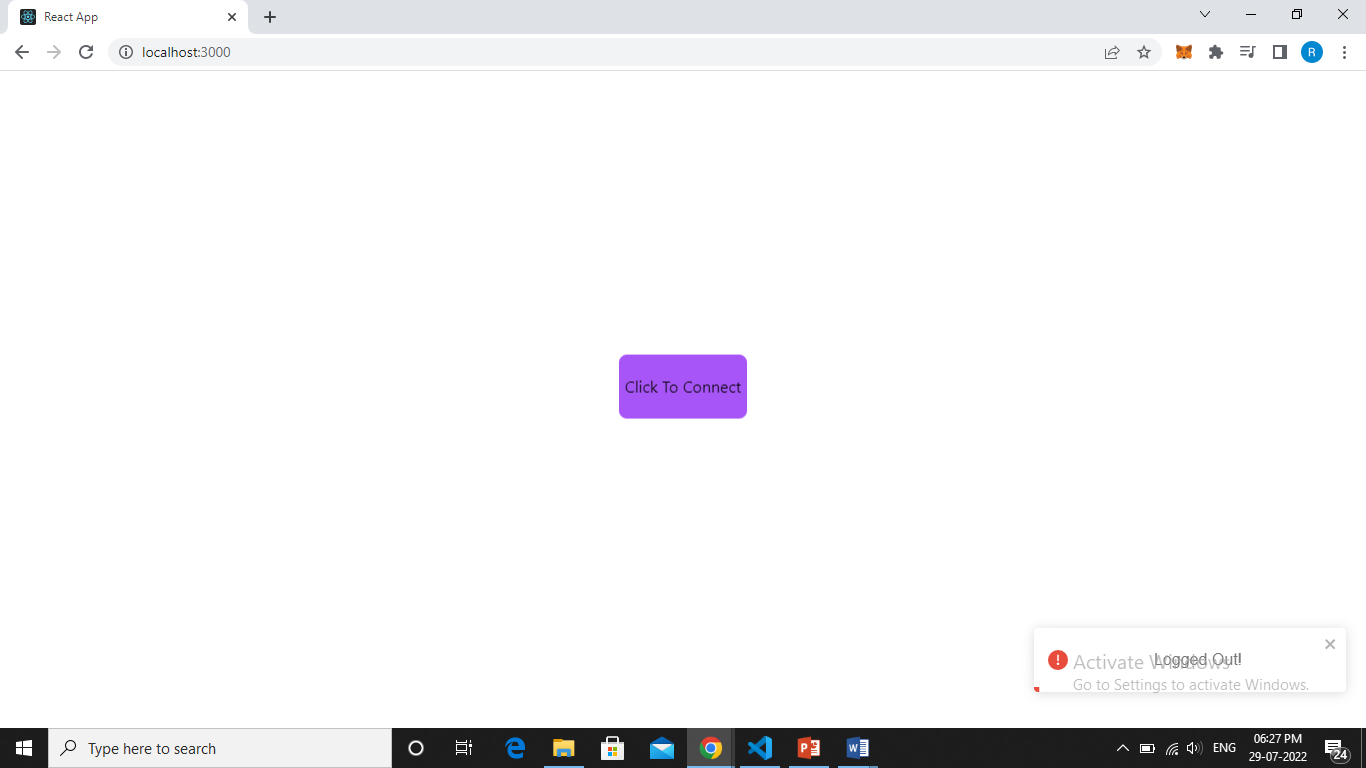 React App
localhost:3000
R
Click To Connect
Logged Out!
Activate Windows
Go to Settings to activate Windows.
Type here to search
ENG
06:27 PM
29-07-2022
24